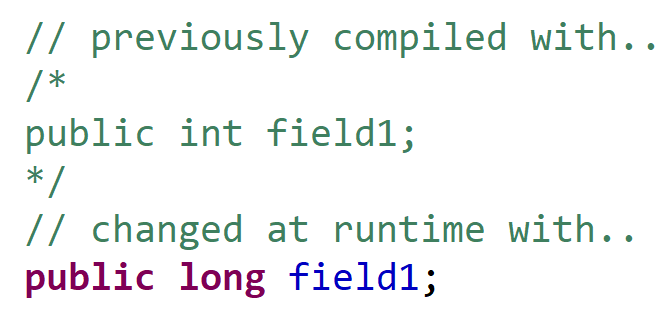 // previously compiled with..
/*
public int field1;
*/
// changed at runtime with..
public long field1;